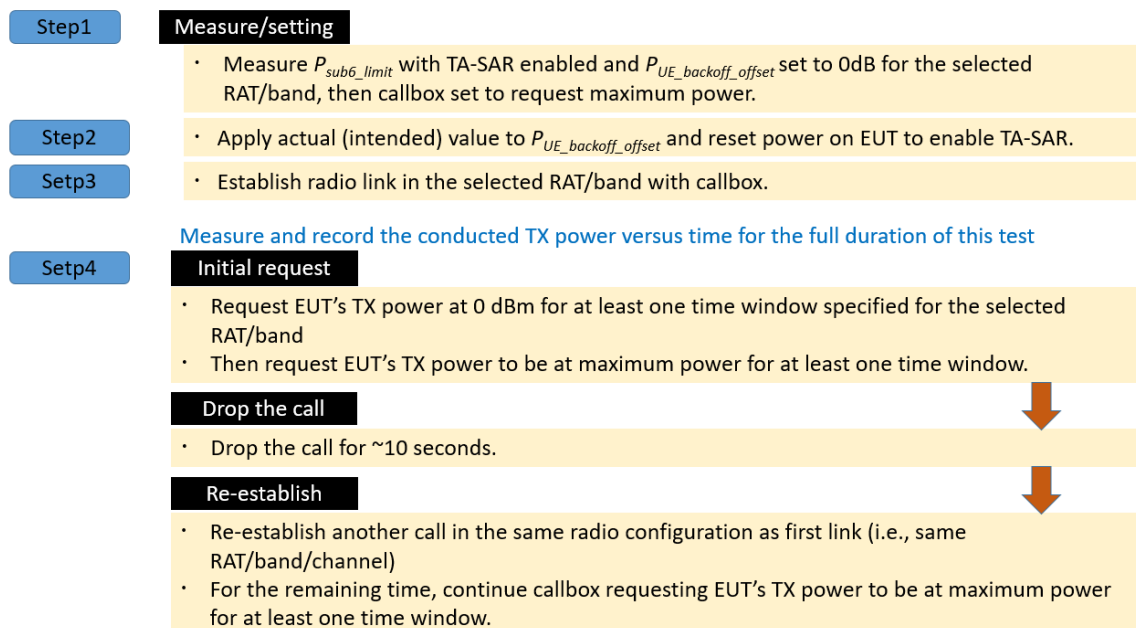 Step1
Measure/setting
· Measure P_sub6_limit with TA-SAR enabled and P_UE_backoff_offset set to 0dB for the selected
RAT/band, then callbox set to request maximum power.
Step2
· Apply actual (intended) value to P_UE_backoff_offset and reset power on EUT to enable TA-SAR.
Setp3
· Establish radio link in the selected RAT/band with callbox.
Measure and record the conducted TX power versus time for the full duration of this test
Setp4
Initial request
· Request EUT's TX power at 0 dBm for at least one time window specified for the selected
RAT/band
· Then request EUT's TX power to be at maximum power for at least one time window.
Drop the call
· Drop the call for ~10 seconds.
Re-establish
· Re-establish another call in the same radio configuration as first link (i.e., same
RAT/band/channel)
· For the remaining time, continue callbox requesting EUT's TX power to be at maximum power
for at least one time window.